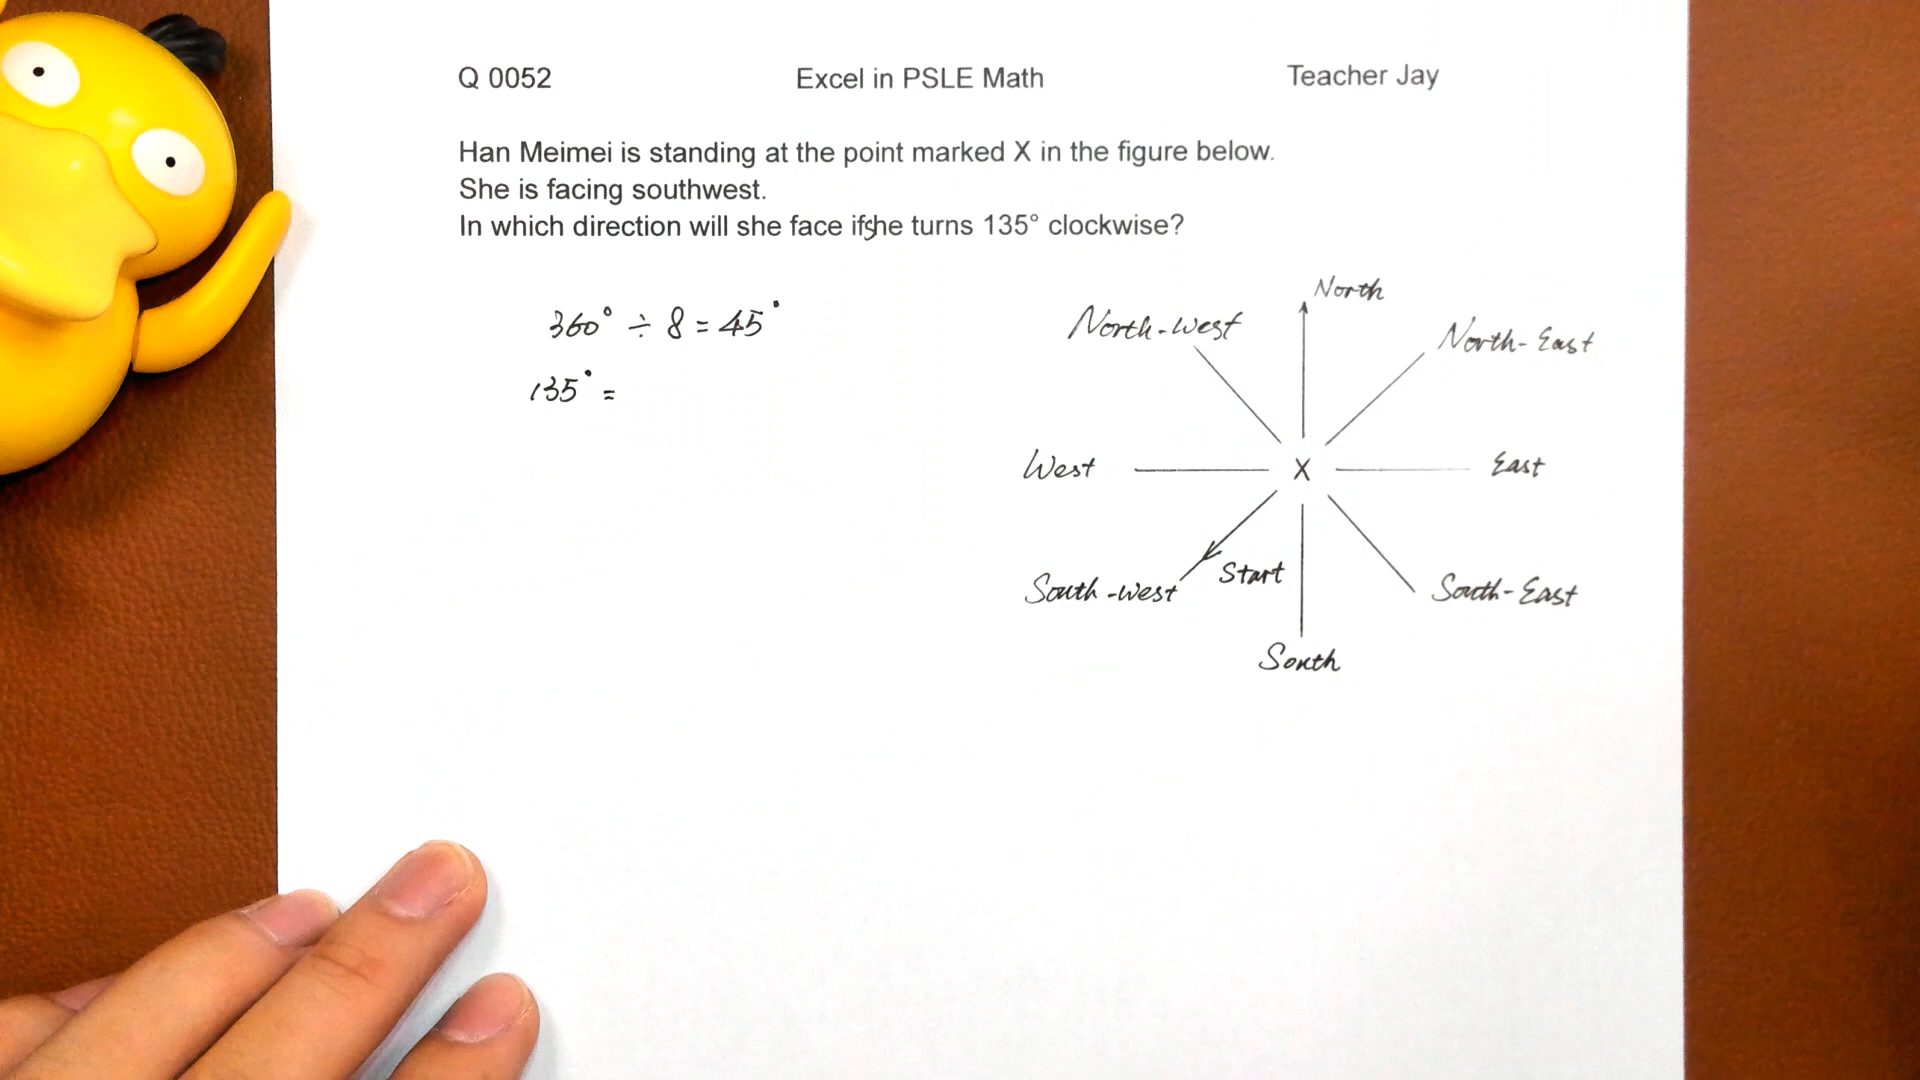 Q 0052 Excel in PSLE Math Teacher Jay
Han Meimei is standing at the point marked X in the figure below.
She is facing southwest.
In which direction will she face if she turns 135° clockwise?
360° ÷ 8 = 45°
135° =
North
North-west
North-East
West
X
East
Start
South-west
South-East
South